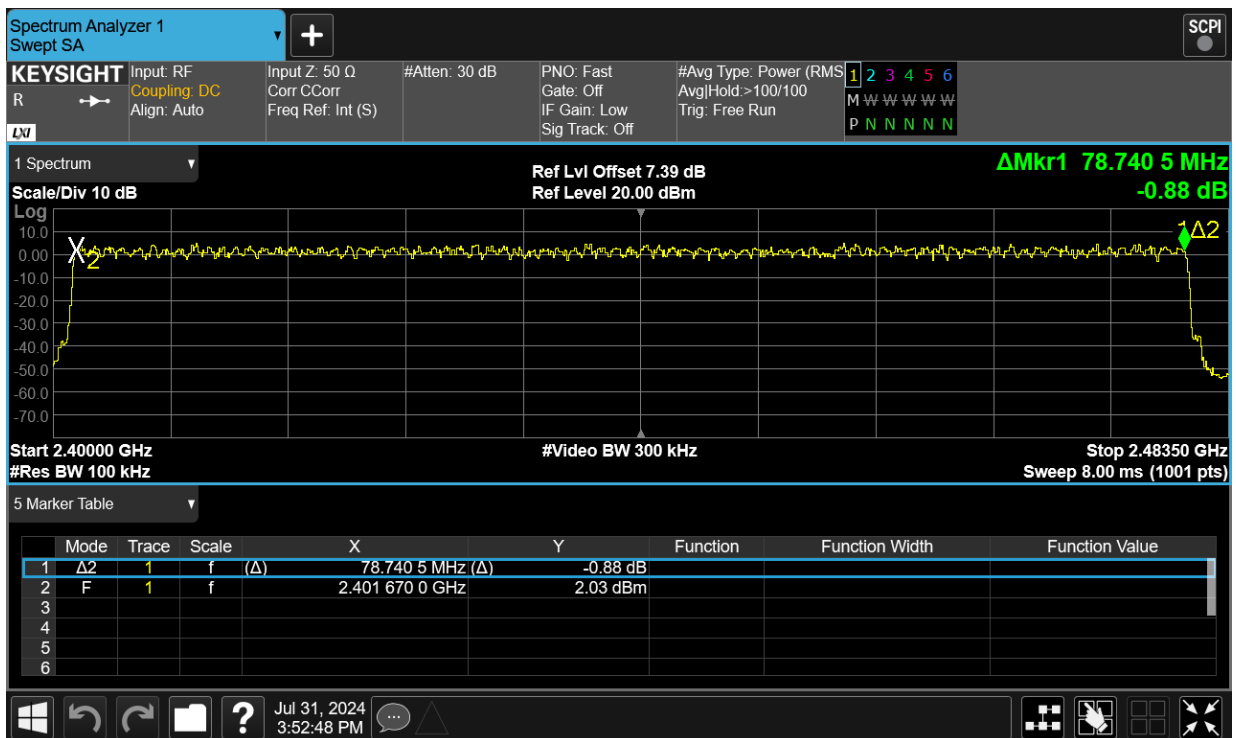 Spectrum Analyzer 1
Swept SA
+
SCPI
KEYSIGHT
R
LXI
Input: RF
Coupling: DC
Align: Auto
Input Z: 50 Ω
Corr CCorr
Freq Ref: Int (S)
#Atten: 30 dB
PNO: Fast
Gate: Off
IF Gain: Low
Sig Track: Off
#Avg Type: Power (RMS
Avg|Hold:>100/100
Trig: Free Run
1 2 3 4 5 6
M W W W W W
P N N N N N
1 Spectrum
Scale/Div 10 dB
Ref Lvl Offset 7.39 dB
Ref Level 20.00 dBm
ΔMkr1 78.740 5 MHz
-0.88 dB
Log
10.0
0.00
-10.0
-20.0
-30.0
-40.0
-50.0
-60.0
-70.0
X2
1Δ2
Start 2.40000 GHz
#Video BW 300 kHz
Stop 2.48350 GHz
#Res BW 100 kHz
Sweep 8.00 ms (1001 pts)
5 Marker Table
Mode Trace Scale X Y Function Function Width Function Value
1 Δ2 1 f (Δ) 78.740 5 MHz (Δ) -0.88 dB
2 F 1 f 2.401 670 0 GHz 2.03 dBm
3
4
5
6
?
Jul 31, 2024
3:52:48 PM